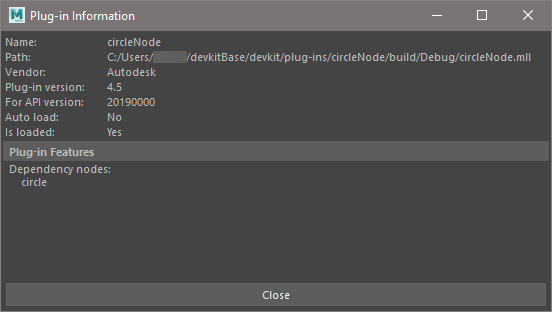 Plug-in Information
Name: circleNode
Path: C:/Users/ /devkitBase/devkit/plug-ins/circleNode/build/Debug/circleNode.mll
Vendor: Autodesk
Plug-in version: 4.5
For API version: 20190000
Auto load: No
Is loaded: Yes
Plug-in Features
Dependency nodes:
circle
Close